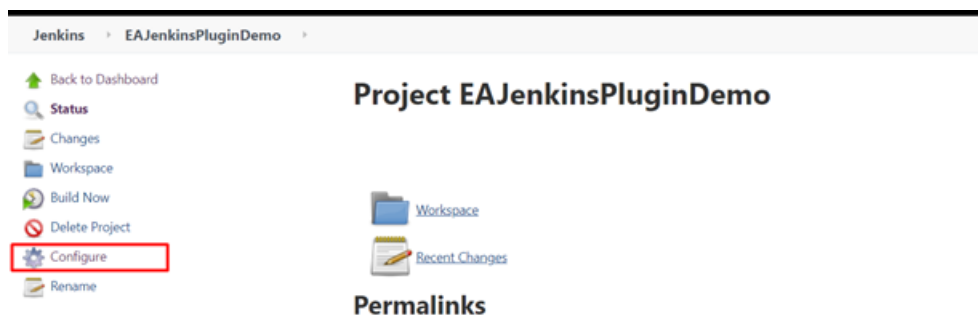 Jenkins EAJenkinsPluginDemo
Back to Dashboard
Status
Changes
Workspace
Build Now
Delete Project
Configure
Rename
Project EAJenkinsPluginDemo
Workspace
Recent Changes
Permalinks